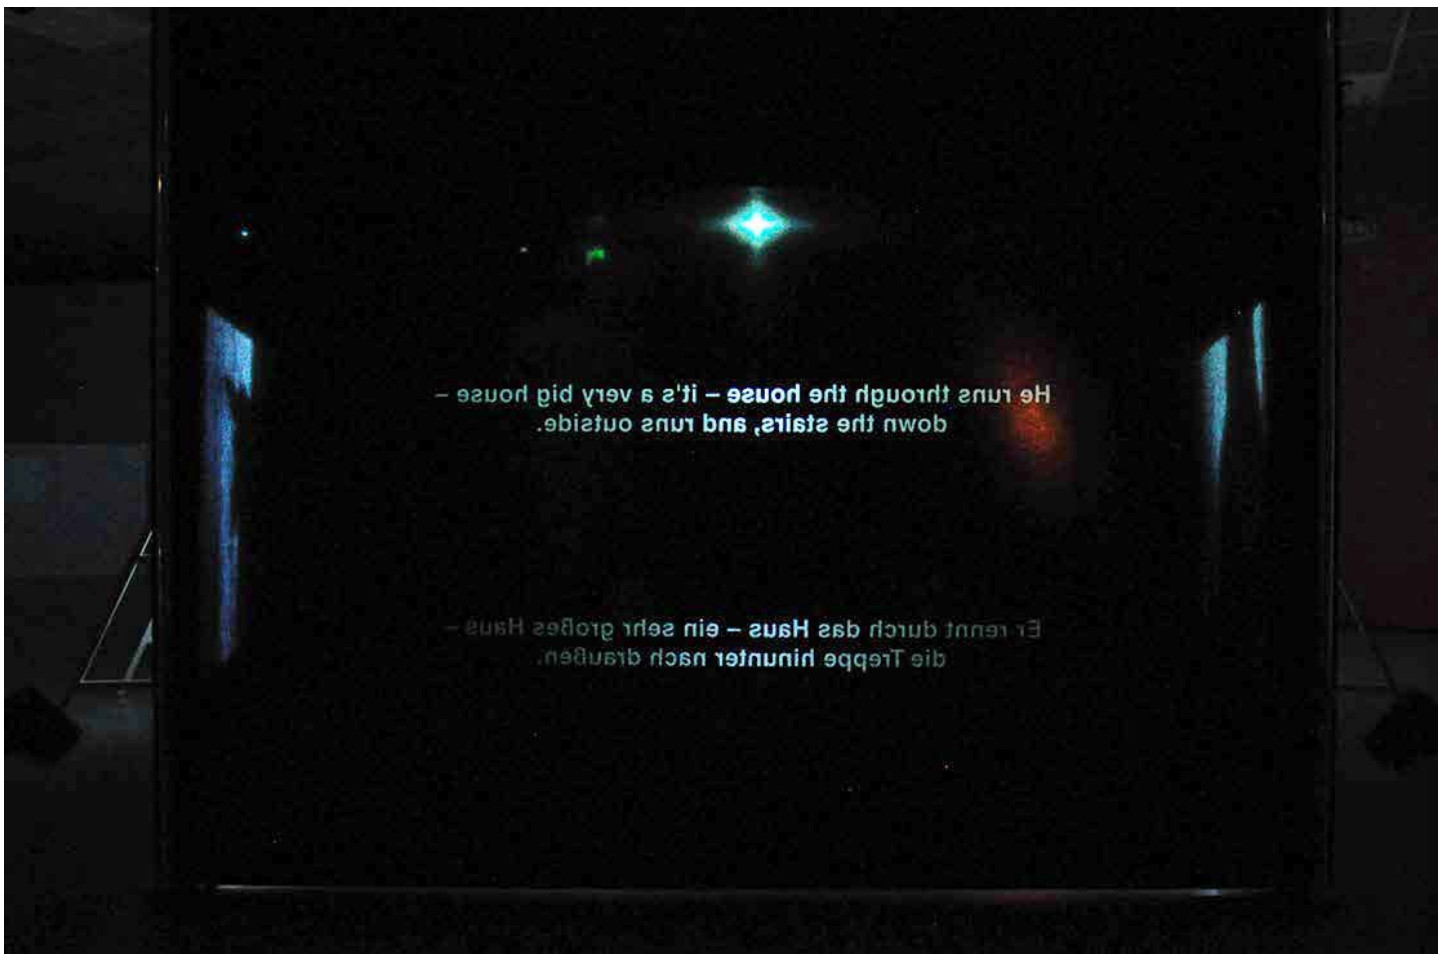 He runs through the house – it's a very big house –
down the stairs, and runs outside.
Er rennt durch das Haus – ein sehr großes Haus –
die Treppe hinunter nach draußen.